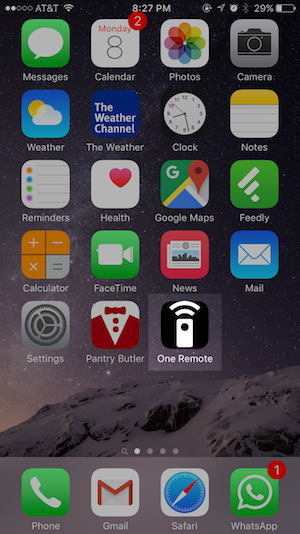 AT&T 8:27 PM 29%
Monday 2
8
Messages Calendar Photos Camera
The Weather Channel
Weather The Weather Clock Notes
Reminders Health Google Maps Feedly
Calculator FaceTime News Mail
Settings Pantry Butler One Remote
1
Phone Gmail Safari WhatsApp